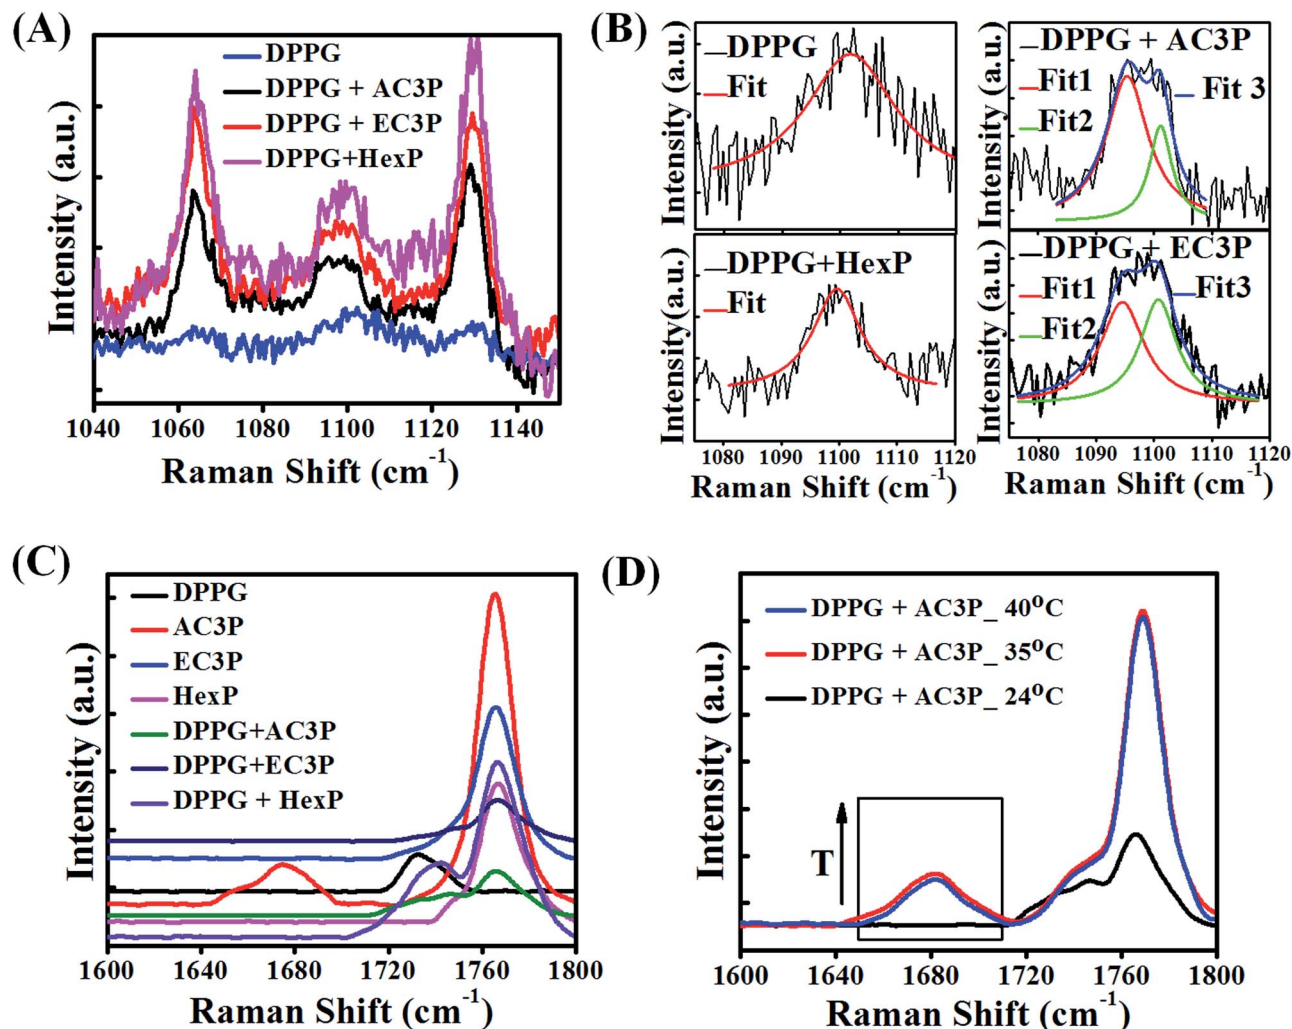 (A)
DPPG
DPPG + AC3P
DPPG + EC3P
DPPG+HexP
Intensity (a.u.)
1040 1060 1080 1100 1120 1140
Raman Shift (cm-1)
(B)
DPPG
Fit
Intensity (a.u.)
DPPG + AC3P
Fit1
Fit 3
Fit2
Intensity (a.u.)
DPPG+HexP
Fit
Intensity(a.u.)
1080 1090 1100 1110 1120
Raman Shift (cm-1)
DPPG + EC3P
Fit1
Fit3
Fit2
Intensity (a.u.)
1080 1090 1100 1110 1120
Raman Shift (cm-1)
(C)
DPPG
AC3P
EC3P
HexP
DPPG+AC3P
DPPG+EC3P
DPPG + HexP
Intensity (a.u.)
1600 1640 1680 1720 1760 1800
Raman Shift (cm-1)
(D)
DPPG + AC3P_ 40ºC
DPPG + AC3P_ 35ºC
DPPG + AC3P_ 24ºC
T
Intensity (a.u.)
1600 1640 1680 1720 1760 1800
Raman Shift (cm-1)